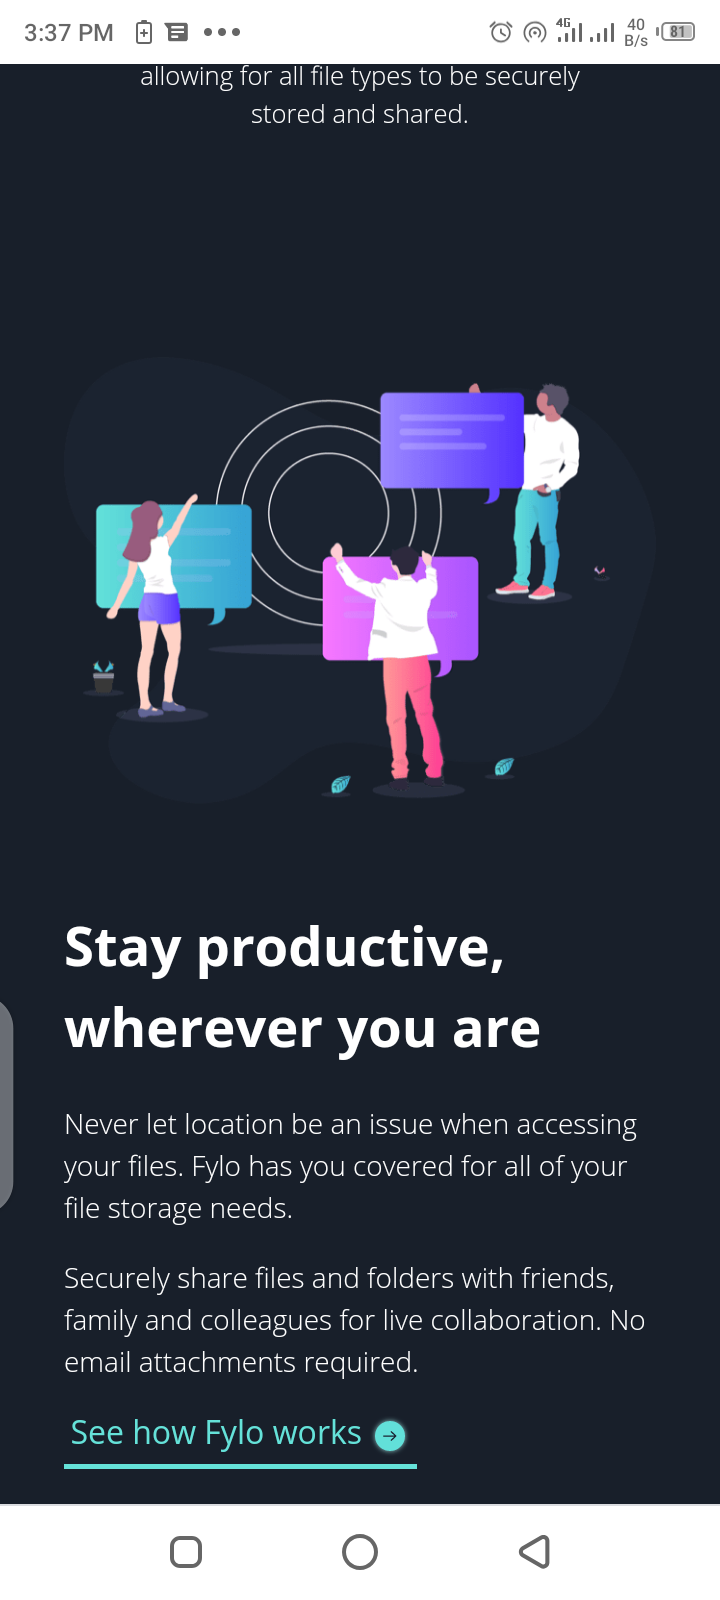 3:37 PM
4G
40
B/s
81
allowing for all file types to be securely
stored and shared.
Stay productive,
wherever you are
Never let location be an issue when accessing
your files. Fylo has you covered for all of your
file storage needs.
Securely share files and folders with friends,
family and colleagues for live collaboration. No
email attachments required.
See how Fylo works